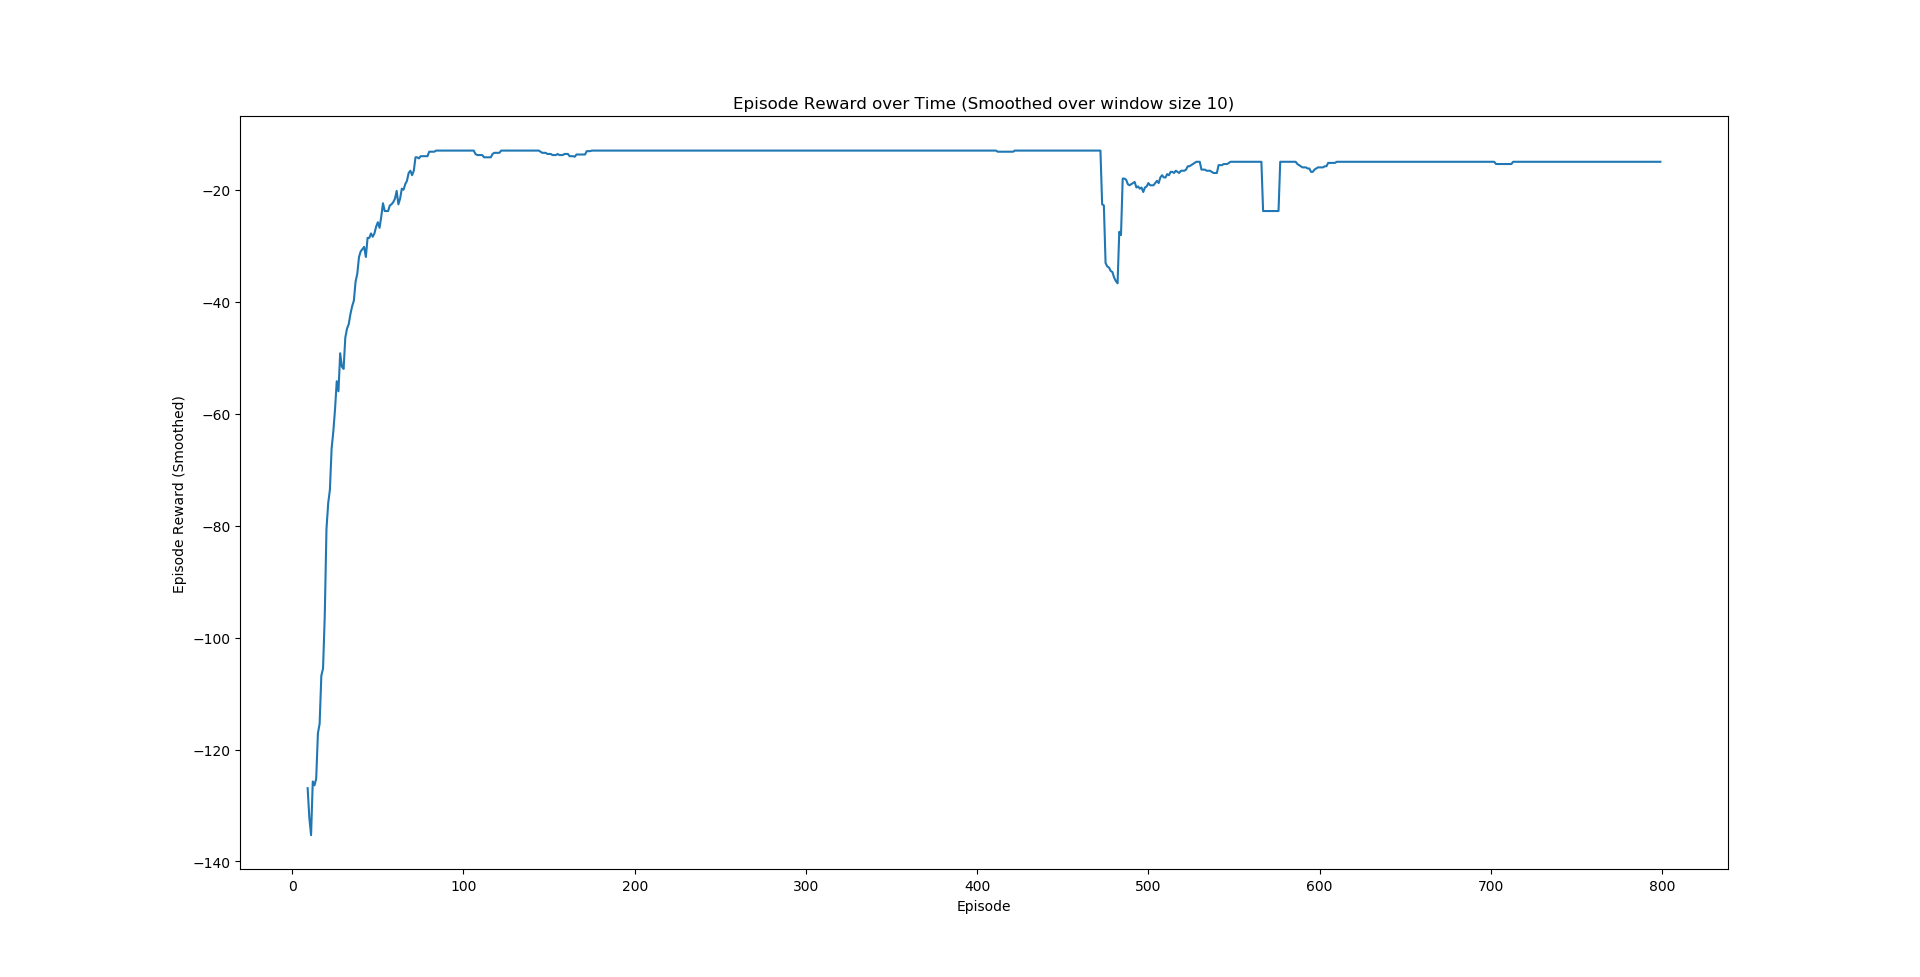 Episode Reward over Time (Smoothed over window size 10)
Episode Reward (Smoothed)
−20
−40
−60
−80
−100
−120
−140
0 100 200 300 400 500 600 700 800
Episode